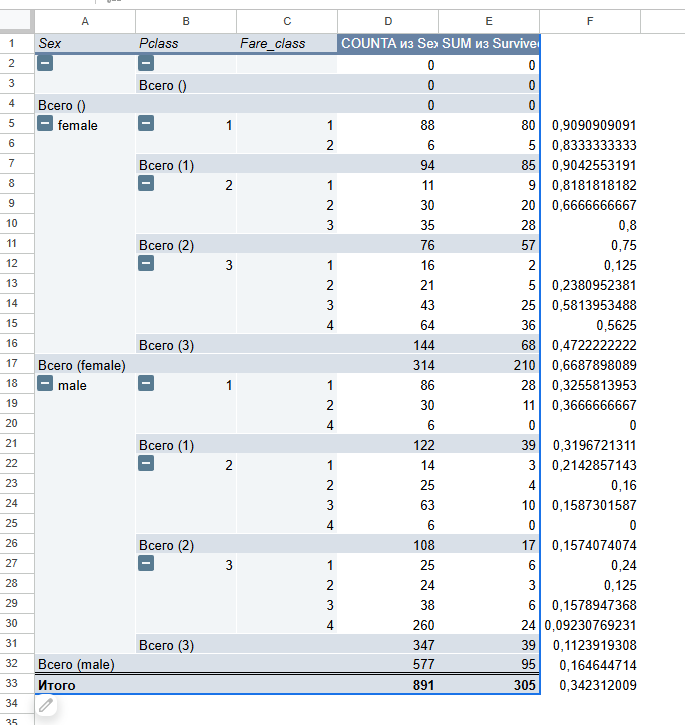 A B C D E F
1 Sex Pclass Fare_class COUNTA из Sex SUM из Survived
2 0 0
3 Всего () 0 0
4 Всего () 0 0
5 female 1 1 88 80 0,9090909091
6 2 6 5 0,8333333333
7 Всего (1) 94 85 0,9042553191
8 2 1 11 9 0,8181818182
9 2 30 20 0,6666666667
10 3 35 28 0,8
11 Всего (2) 76 57 0,75
12 3 1 16 2 0,125
13 2 21 5 0,2380952381
14 3 43 25 0,5813953488
15 4 64 36 0,5625
16 Всего (3) 144 68 0,4722222222
17 Всего (female) 314 210 0,6687898089
18 male 1 1 86 28 0,3255813953
19 2 30 11 0,3666666667
20 4 6 0 0
21 Всего (1) 122 39 0,3196721311
22 2 1 14 3 0,2142857143
23 2 25 4 0,16
24 3 63 10 0,1587301587
25 4 6 0 0
26 Всего (2) 108 17 0,1574074074
27 3 1 25 6 0,24
28 2 24 3 0,125
29 3 38 6 0,1578947368
30 4 260 24 0,09230769231
31 Всего (3) 347 39 0,1123919308
32 Всего (male) 577 95 0,164644714
33 Итого 891 305 0,342312009
34
35